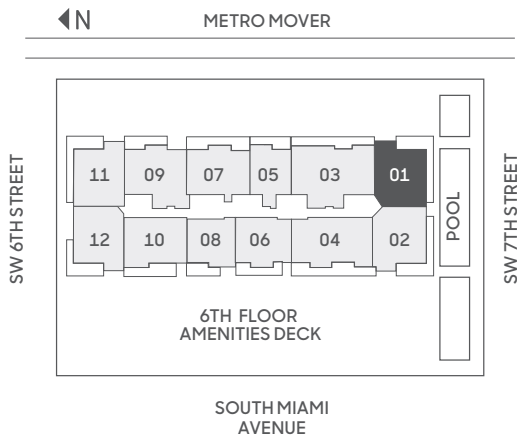 N
METRO MOVER
SW 6TH STREET
11
09
07
05
03
01
12
10
08
06
04
02
POOL
SW 7TH STREET
6TH FLOOR
AMENITIES DECK
SOUTH MIAMI
AVENUE